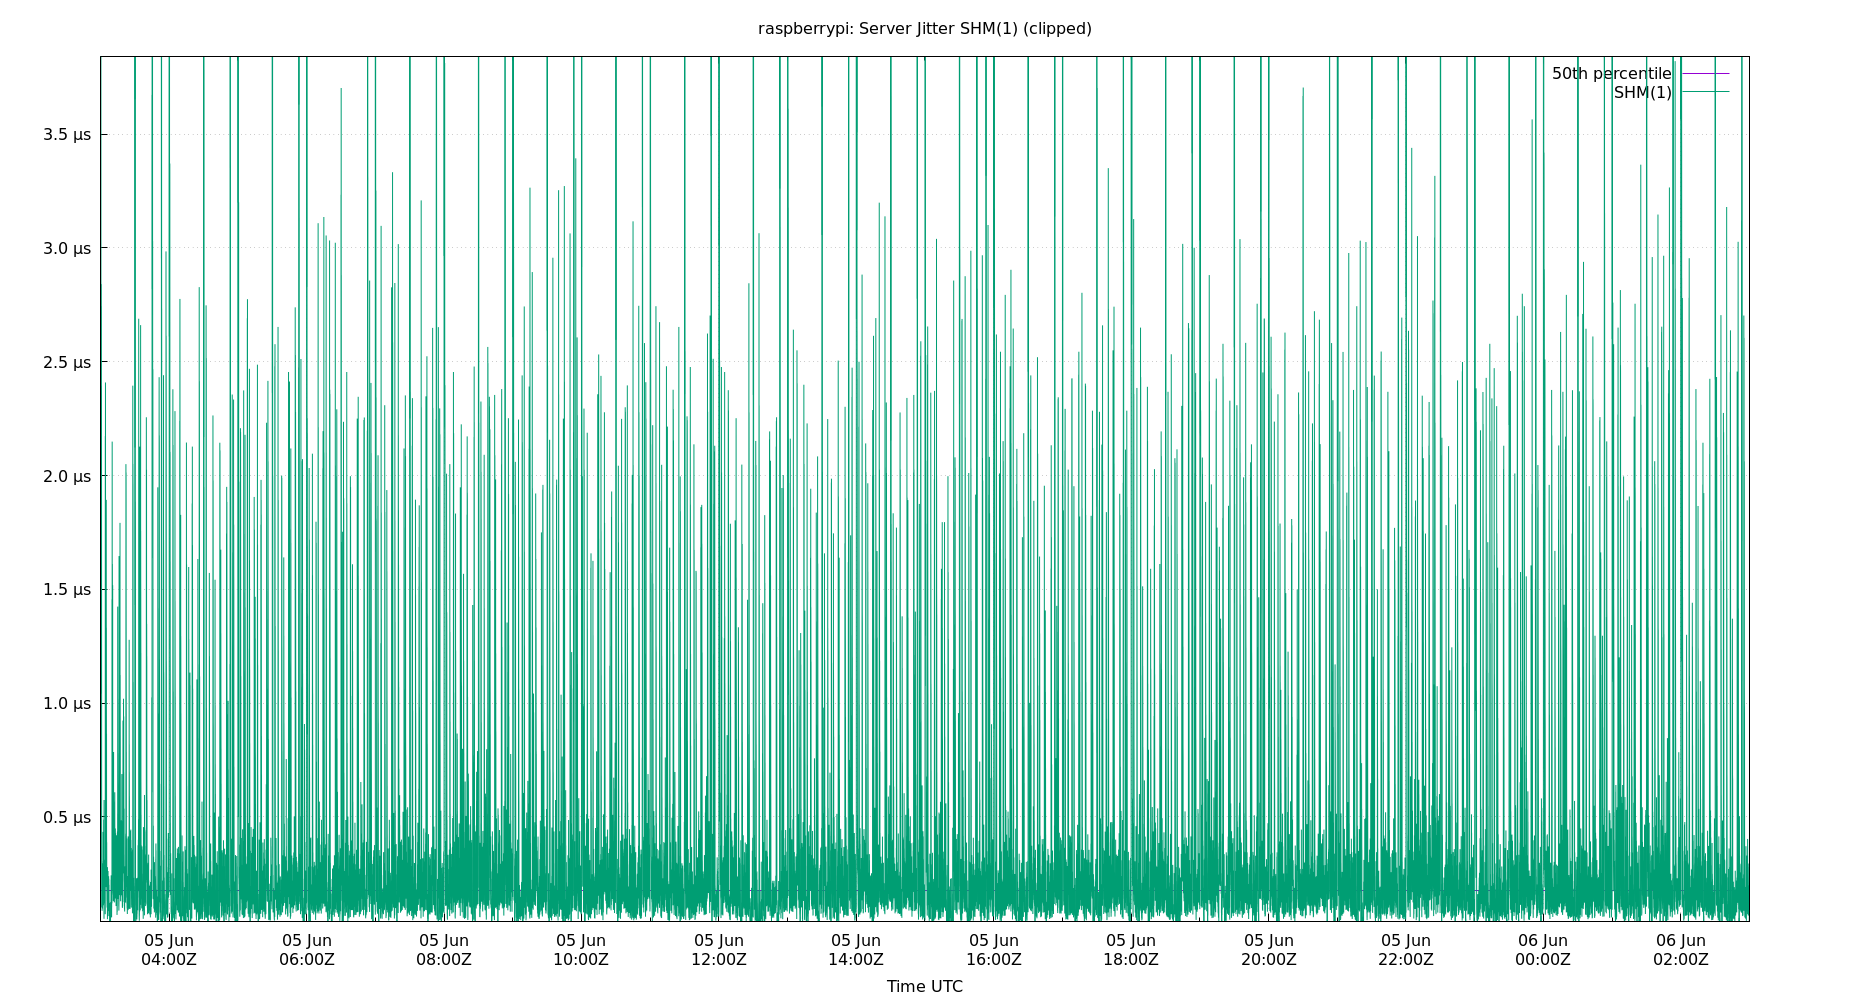 raspberrypi: Server Jitter SHM(1) (clipped)
50th percentile
SHM(1)
3.5 µs
3.0 µs
2.5 µs
2.0 µs
1.5 µs
1.0 µs
0.5 µs
05 Jun 05 Jun 05 Jun 05 Jun 05 Jun 05 Jun 05 Jun 05 Jun 05 Jun 05 Jun 06 Jun 06 Jun
04:00Z 06:00Z 08:00Z 10:00Z 12:00Z 14:00Z 16:00Z 18:00Z 20:00Z 22:00Z 00:00Z 02:00Z
Time UTC